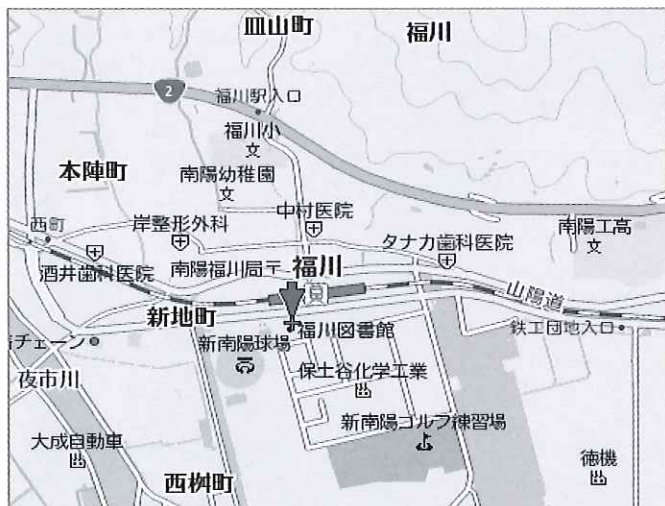 皿山町
福川
2
福川駅入口
福川小
文
本陣町
南陽幼稚園
文
中村医院
岸整形外科
西町
タナカ歯科医院
南陽工高
文
酒井歯科医院
南陽福川局〒
福川
山陽道
新地町
鉄工団地入口
チェーン
新南陽球場
福川図書館
夜市川
保土谷化学工業
新南陽ゴルフ練習場
大成自動車
徳機
西桝町